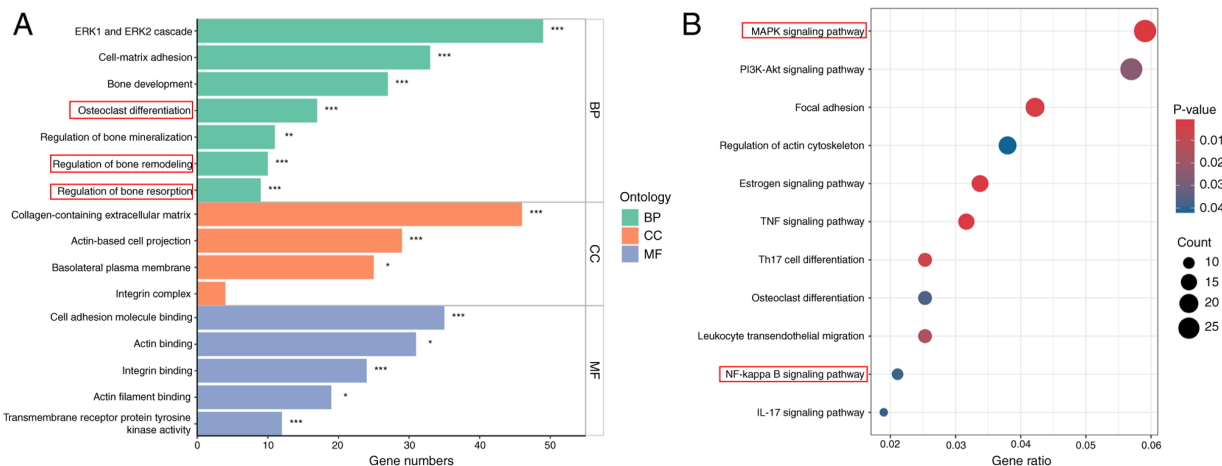 A
ERK1 and ERK2 cascade
***
Cell-matrix adhesion
***
Bone development
***
Osteoclast differentiation
***
Regulation of bone mineralization
**
Regulation of bone remodeling
***
Regulation of bone resorption
***
BP
Collagen-containing extracellular matrix
***
Actin-based cell projection
***
Basolateral plasma membrane
*
Integrin complex
CC
Cell adhesion molecule binding
***
Actin binding
*
Integrin binding
***
Actin filament binding
*
Transmembrane receptor protein tyrosine
kinase activity
***
MF
0 10 20 30 40 50
Gene numbers
Ontology
BP
CC
MF
B
MAPK signaling pathway
PI3K-Akt signaling pathway
Focal adhesion
Regulation of actin cytoskeleton
Estrogen signaling pathway
TNF signaling pathway
Th17 cell differentiation
Osteoclast differentiation
Leukocyte transendothelial migration
NF-kappa B signaling pathway
IL-17 signaling pathway
0.02 0.03 0.04 0.05 0.06
Gene ratio
P-value
0.01
0.02
0.03
0.04
Count
10
15
20
25